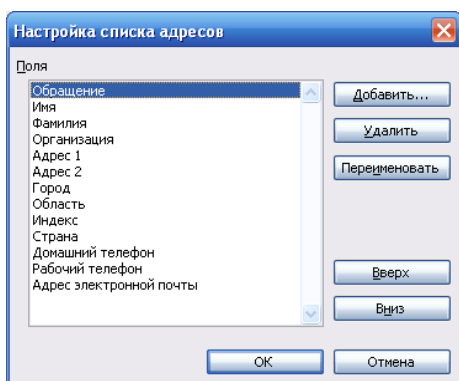 Настройка списка адресов
Поля
Обращение
Имя
Фамилия
Организация
Адрес 1
Адрес 2
Город
Область
Индекс
Страна
Домашний телефон
Рабочий телефон
Адрес электронной почты
Добавить...
Удалить
Переименовать
Вверх
Вниз
ОК
Отмена